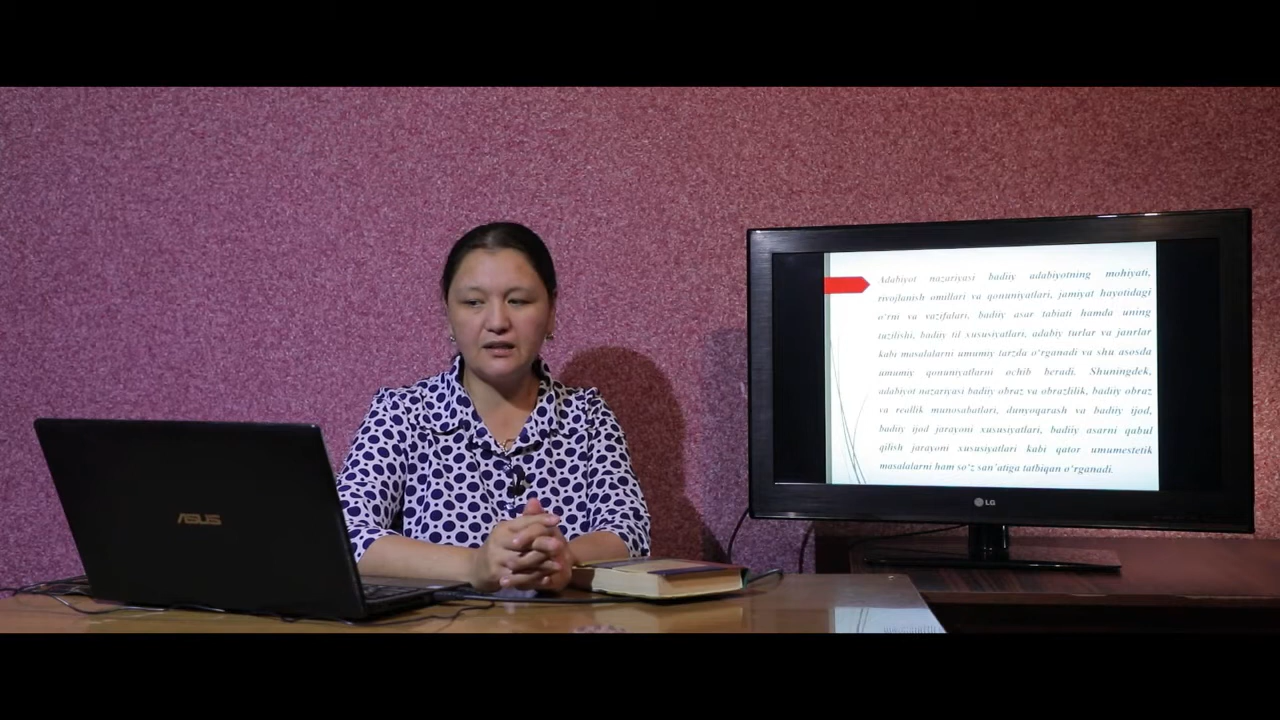 Adabiyot nazariyasi badiiy adabiyotning mohiyati,
rivojlanish omillari va qonuniyatlari, jamiyat hayotidagi
o‘rni va vazifalari, badiiy asar tabiati hamda uning
tuzilishi, badiiy til xususiyatlari, adabiy turlar va janrlar
kabi masalalarni umumiy tarzda o‘rganadi va shu asosda
umumiy qonuniyatlarni ochib beradi. Shuningdek,
adabiyot nazariyasi badiiy obraz va obrazlilik, badiiy obraz
va reallik munosabatlari, dunyoqarash va badiiy ijod,
badiiy ijod jarayoni xususiyatlari, badiiy asarni qabul
qilish jarayoni xususiyatlari kabi qator umumestetik
masalalarni ham so‘z san’atiga tatbiqan o‘rganadi.
LG
ASUS